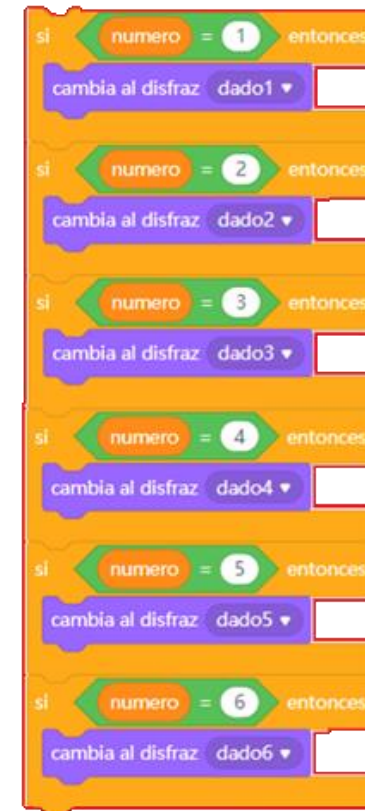 si numero = 1 entonces
cambia al disfraz dado1
si numero = 2 entonces
cambia al disfraz dado2
si numero = 3 entonces
cambia al disfraz dado3
si numero = 4 entonces
cambia al disfraz dado4
si numero = 5 entonces
cambia al disfraz dado5
si numero = 6 entonces
cambia al disfraz dado6